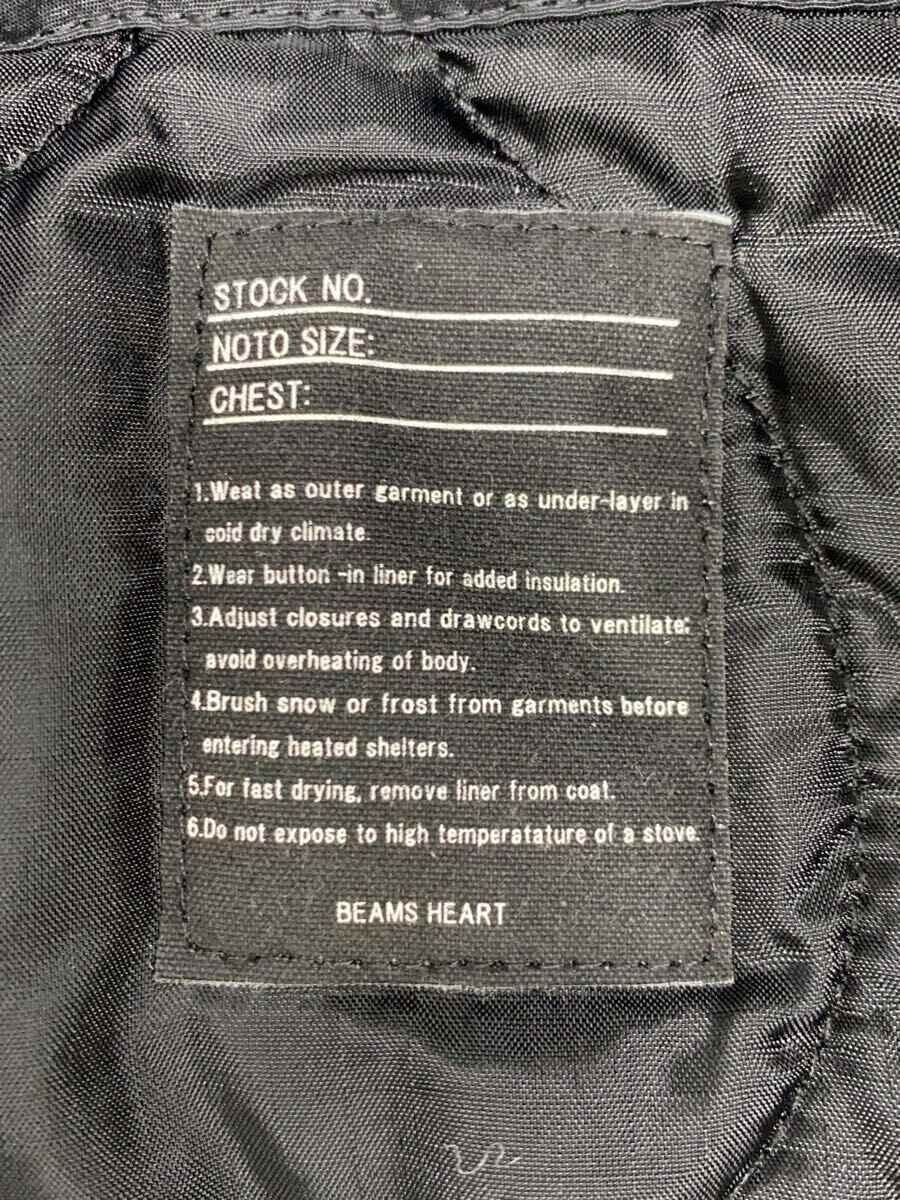 STOCK NO.
NOTO SIZE:
CHEST:
1.Weat as outer garment or as under-layer in
cold dry climate.
2.Wear button -in liner for added insulation.
3.Adjust closures and drawcords to ventilate:
avoid overheating of body.
4.Brush snow or frost from garments before
entering heated shelters.
5.For fast drying, remove liner from coat.
6.Do not expose to high temperatature of a stove.
BEAMS HEART